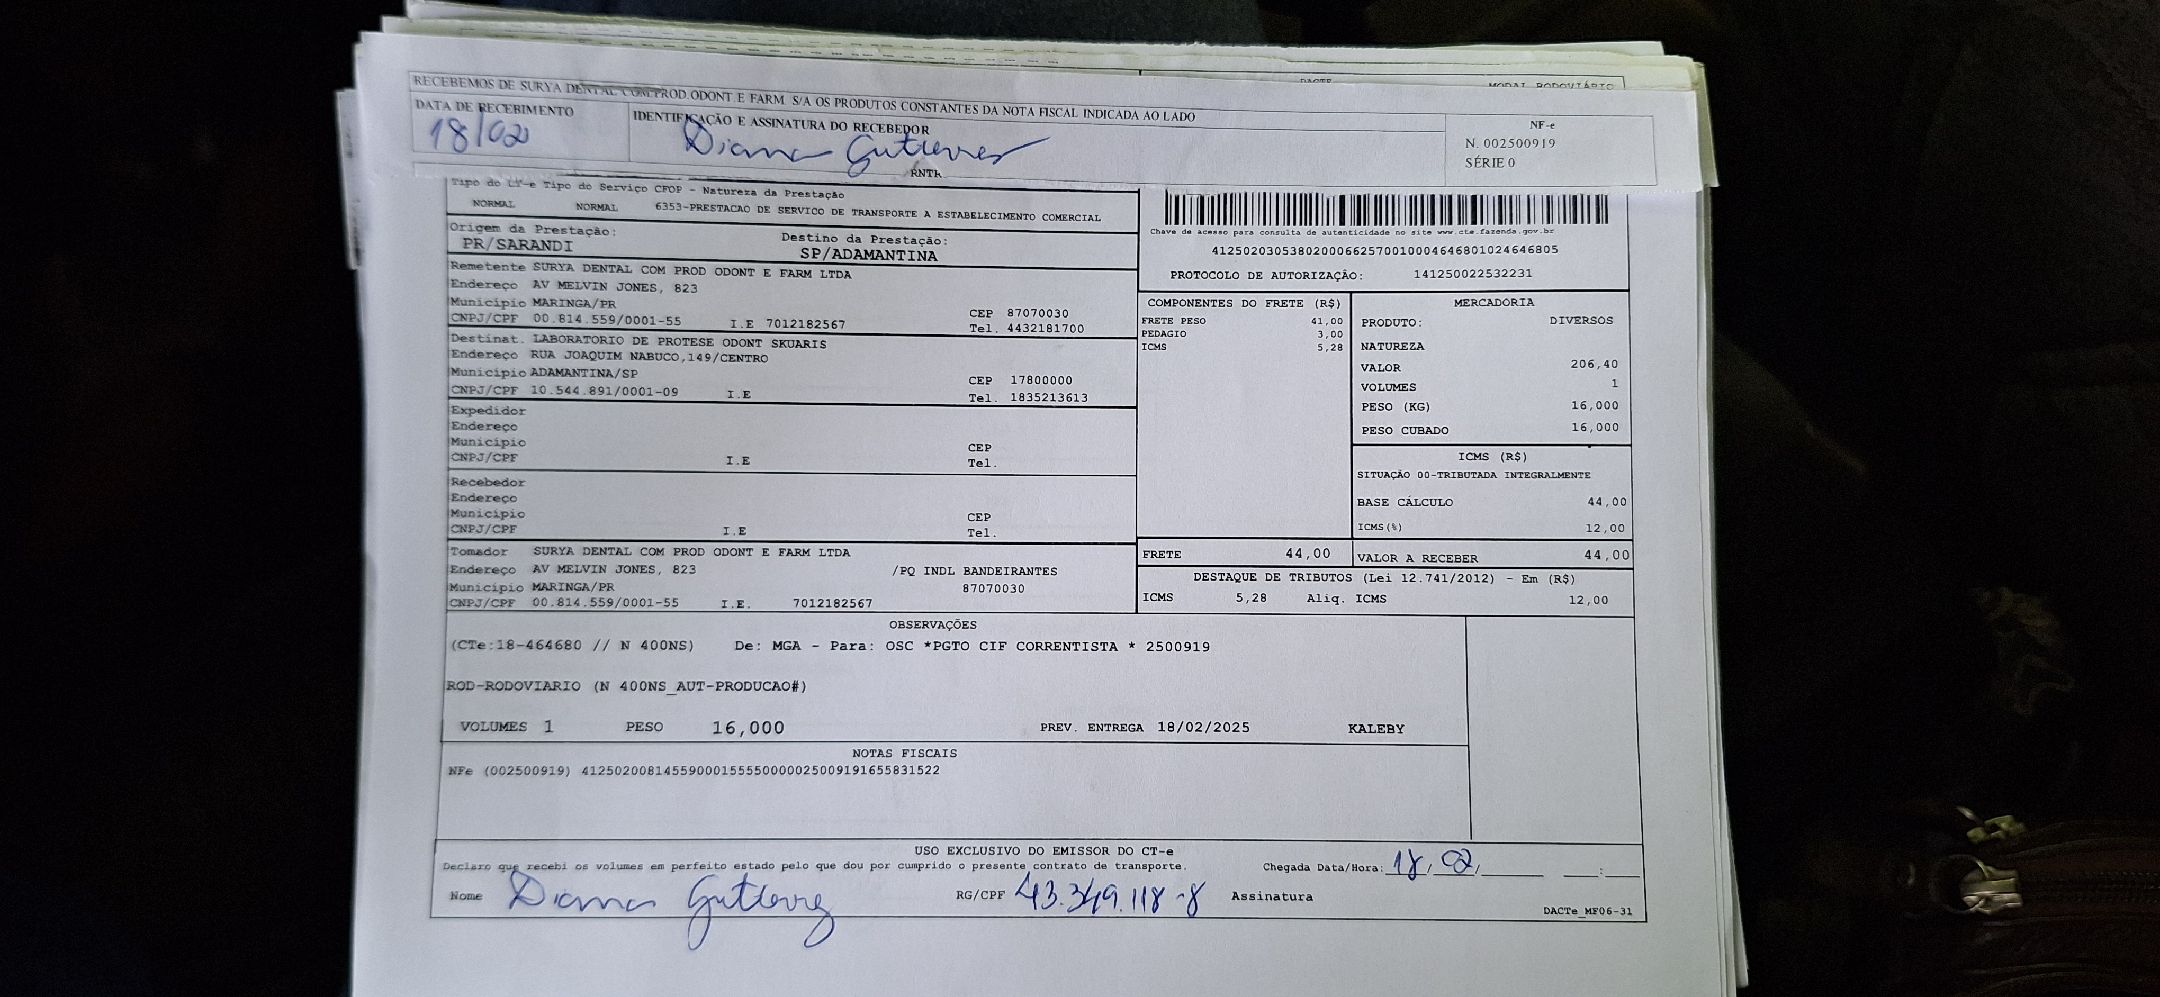 DACTE
MODAL RODOVIÁRIO
RECEBEMOS DE SURYA DENTAL COM.PROD.ODONT.E FARM. S/A OS PRODUTOS CONSTANTES DA NOTA FISCAL INDICADA AO LADO
DATA DE RECEBIMENTO
18/02
IDENTIFICAÇÃO E ASSINATURA DO RECEBEDOR
Diana Gutierres
NF-e
N. 002500919
SÉRIE 0
RNTR
Tipo do CT-e Tipo do Serviço CFOP - Natureza da Prestação
NORMAL NORMAL 6353-PRESTACAO DE SERVICO DE TRANSPORTE A ESTABELECIMENTO COMERCIAL
Origem da Prestação: Destino da Prestação:
PR/SARANDI SP/ADAMANTINA
Chave de acesso para consulta de autenticidade no site www.cte.fazenda.gov.br
41250203053802000662570010004646801024646805
PROTOCOLO DE AUTORIZAÇÃO: 141250022532231
Remetente SURYA DENTAL COM PROD ODONT E FARM LTDA
Endereço AV MELVIN JONES, 823
Município MARINGA/PR CEP 87070030
CNPJ/CPF 00.814.559/0001-55 I.E 7012182567 Tel. 4432181700
Destinat. LABORATORIO DE PROTESE ODONT SKUARIS
Endereço RUA JOAQUIM NABUCO,149/CENTRO
Município ADAMANTINA/SP CEP 17800000
CNPJ/CPF 10.544.891/0001-09 I.E Tel. 1835213613
Expedidor
Endereço
Município CEP
CNPJ/CPF I.E Tel.
Recebedor
Endereço
Município CEP
CNPJ/CPF I.E Tel.
Tomador SURYA DENTAL COM PROD ODONT E FARM LTDA
Endereço AV MELVIN JONES, 823 /PQ INDL BANDEIRANTES
Município MARINGA/PR 87070030
CNPJ/CPF 00.814.559/0001-55 I.E. 7012182567
COMPONENTES DO FRETE (R$)
FRETE PESO 41,00
PEDAGIO 3,00
ICMS 5,28
MERCADORIA
PRODUTO: DIVERSOS
NATUREZA
VALOR 206,40
VOLUMES 1
PESO (KG) 16,000
PESO CUBADO 16,000
ICMS (R$)
SITUAÇÃO 00-TRIBUTADA INTEGRALMENTE
BASE CÁLCULO 44,00
ICMS(%) 12,00
FRETE 44,00 VALOR A RECEBER 44,00
DESTAQUE DE TRIBUTOS (Lei 12.741/2012) - Em (R$)
ICMS 5,28 Aliq. ICMS 12,00
OBSERVAÇÕES
(CTe:18-464680 // N 400NS) De: MGA - Para: OSC *PGTO CIF CORRENTISTA * 2500919
ROD-RODOVIARIO (N 400NS_AUT-PRODUCAO#)
VOLUMES 1 PESO 16,000 PREV. ENTREGA 18/02/2025 KALEBY
NOTAS FISCAIS
NFe (002500919) 41250200814559000155550000025009191655831522
USO EXCLUSIVO DO EMISSOR DO CT-e
Declaro que recebi os volumes em perfeito estado pelo que dou por cumprido o presente contrato de transporte. Chegada Data/Hora: 18/02/
Nome Diana Gutierres RG/CPF 43.349.118-8 Assinatura
DACTe_MF06-31